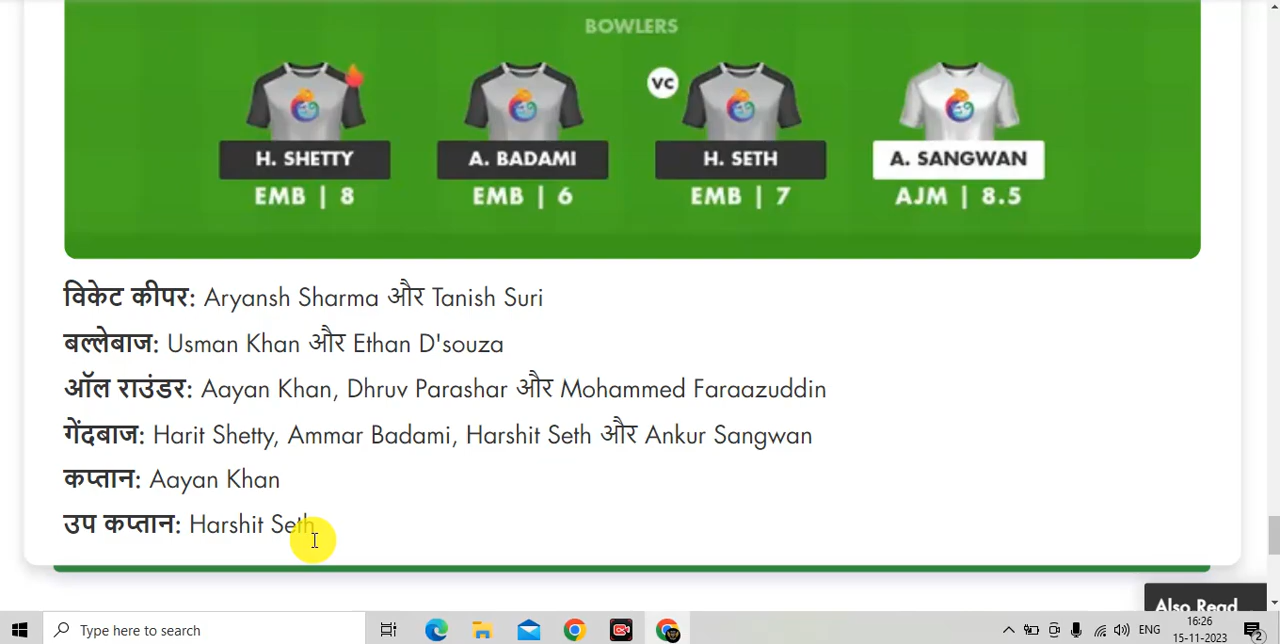 BOWLERS
VC
H. SHETTY A. BADAMI H. SETH A. SANGWAN
EMB | 8 EMB | 6 EMB | 7 AJM | 8.5
विकेट कीपर: Aryansh Sharma और Tanish Suri
बल्लेबाज: Usman Khan और Ethan D'souza
ऑल राउंडर: Aayan Khan, Dhruv Parashar और Mohammed Faraazuddin
गेंदबाज: Harit Shetty, Ammar Badami, Harshit Seth और Ankur Sangwan
कप्तान: Aayan Khan
उप कप्तान: Harshit Seth
Also Read
Type here to search
ENG
16:26
15-11-2023
2